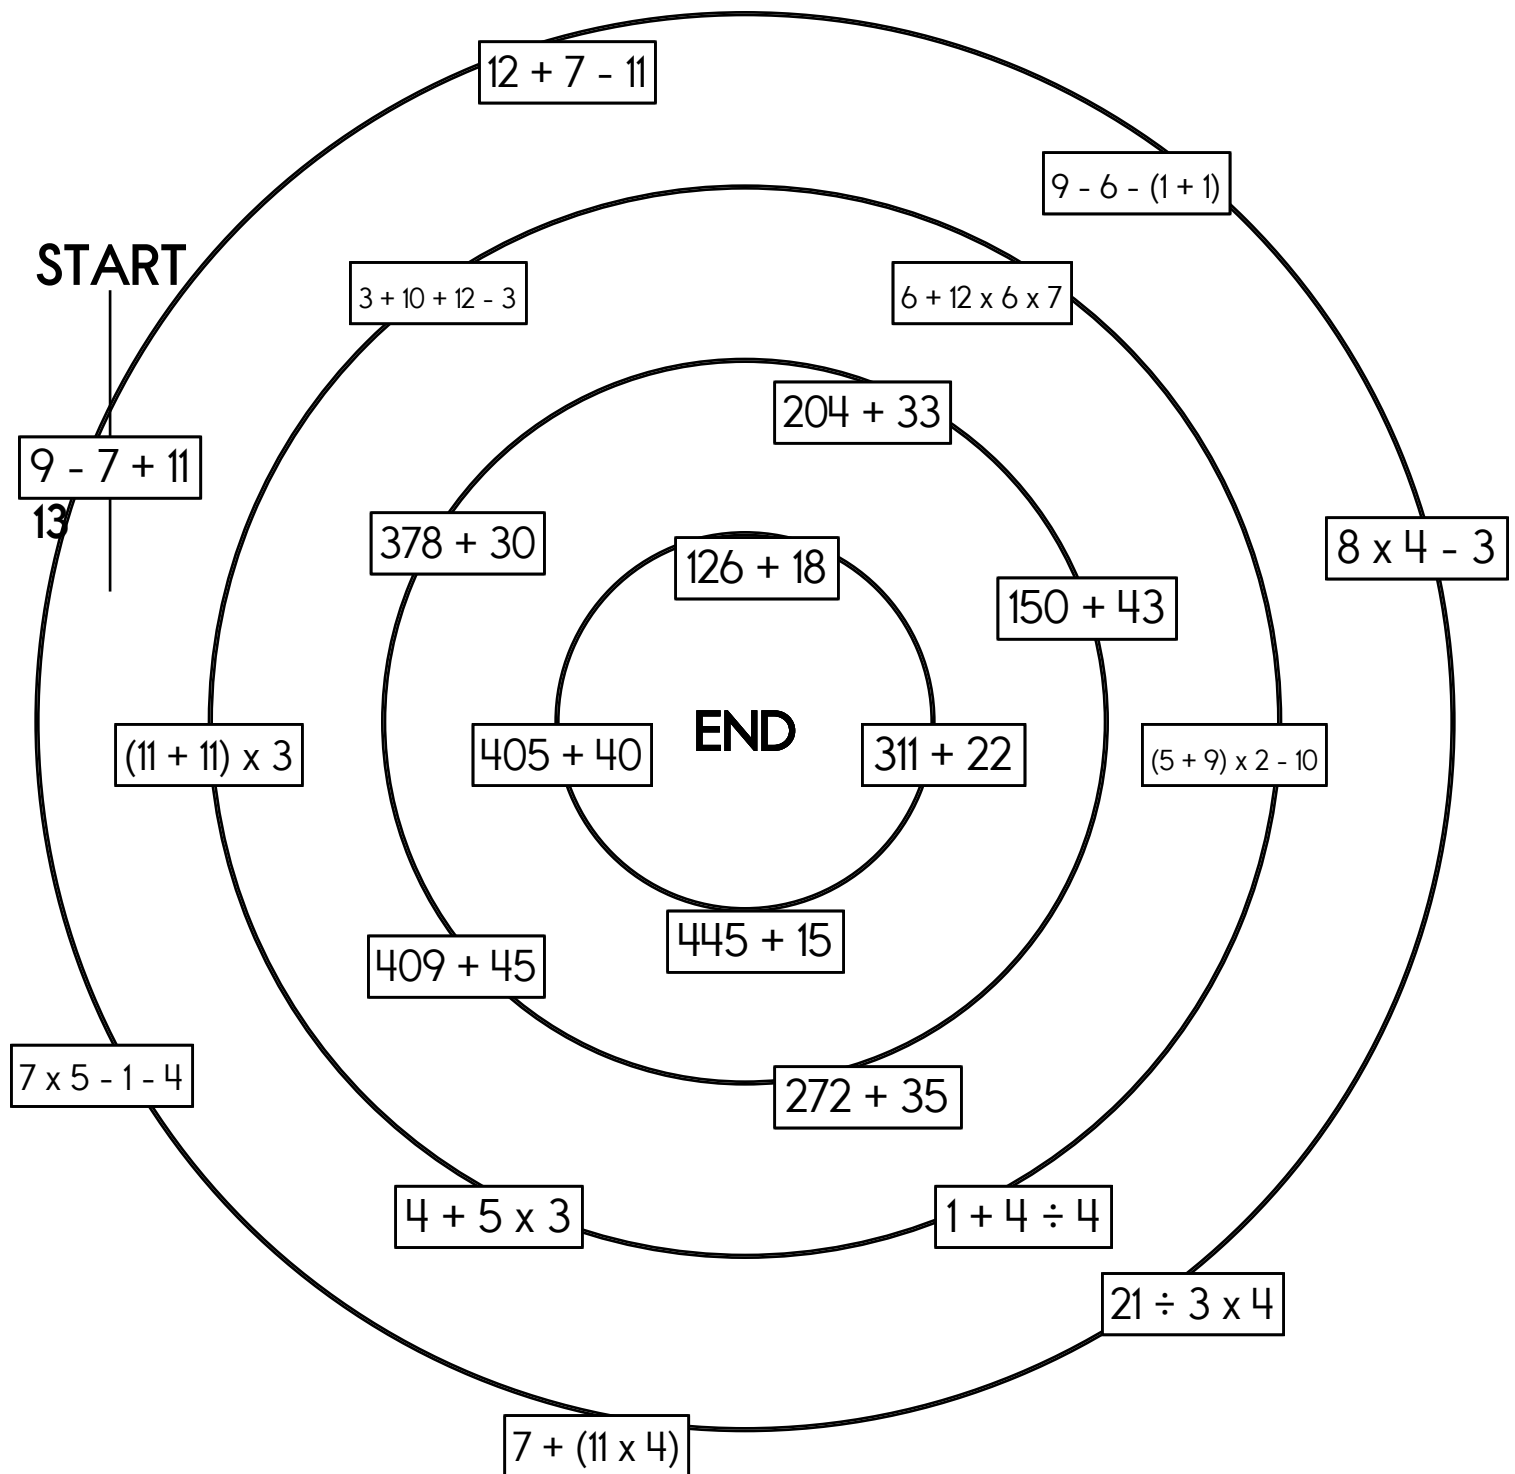 12 + 7 - 11
9 - 6 - (1 + 1)
START
3 + 10 + 12 - 3
6 + 12 x 6 x 7
204 + 33
9 - 7 + 11
13
378 + 30
8 x 4 - 3
126 + 18
150 + 43
(11 + 11) x 3
405 + 40
END
311 + 22
(5 + 9) x 2 - 10
445 + 15
409 + 45
7 x 5 - 1 - 4
272 + 35
4 + 5 x 3
1 + 4 ÷ 4
21 ÷ 3 x 4
7 + (11 x 4)